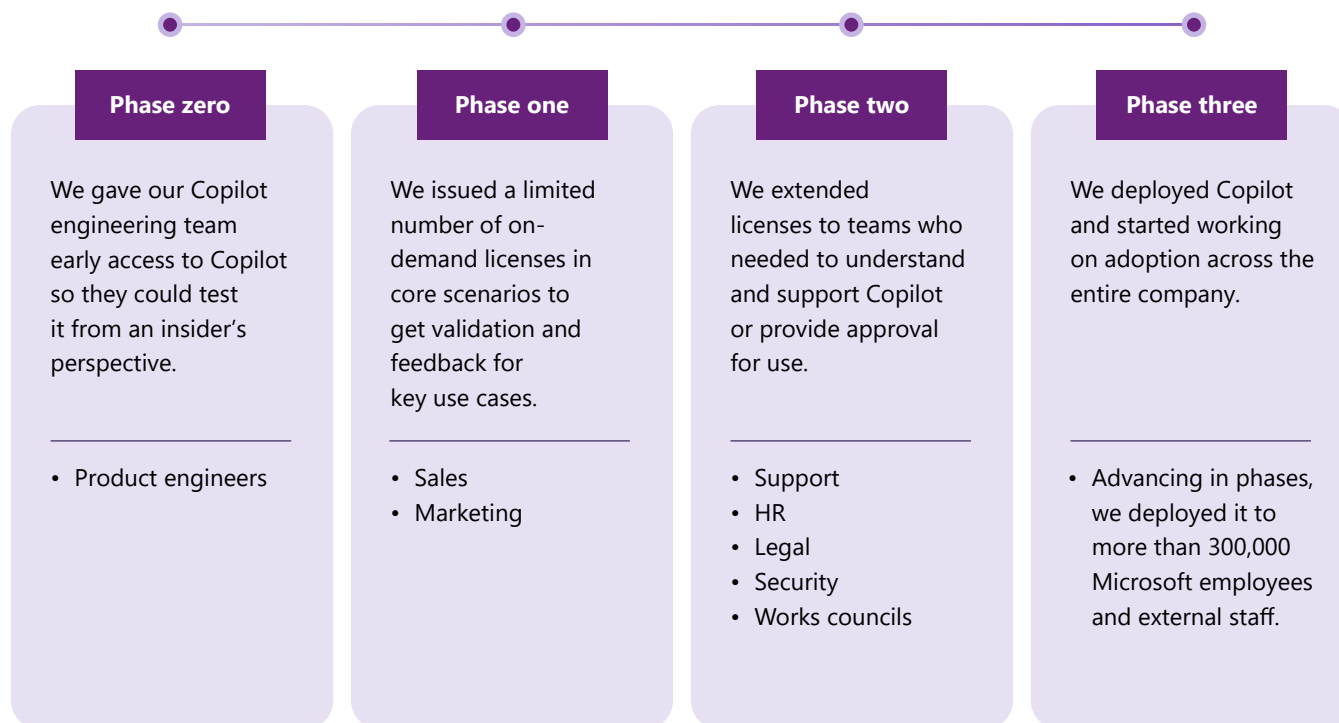 Phase zero
We gave our Copilot
engineering team
early access to Copilot
so they could test
it from an insider’s
perspective.
• Product engineers
Phase one
We issued a limited
number of on-
demand licenses in
core scenarios to
get validation and
feedback for
key use cases.
• Sales
• Marketing
Phase two
We extended
licenses to teams who
needed to understand
and support Copilot
or provide approval
for use.
• Support
• HR
• Legal
• Security
• Works councils
Phase three
We deployed Copilot
and started working
on adoption across the
entire company.
• Advancing in phases,
we deployed it to
more than 300,000
Microsoft employees
and external staff.